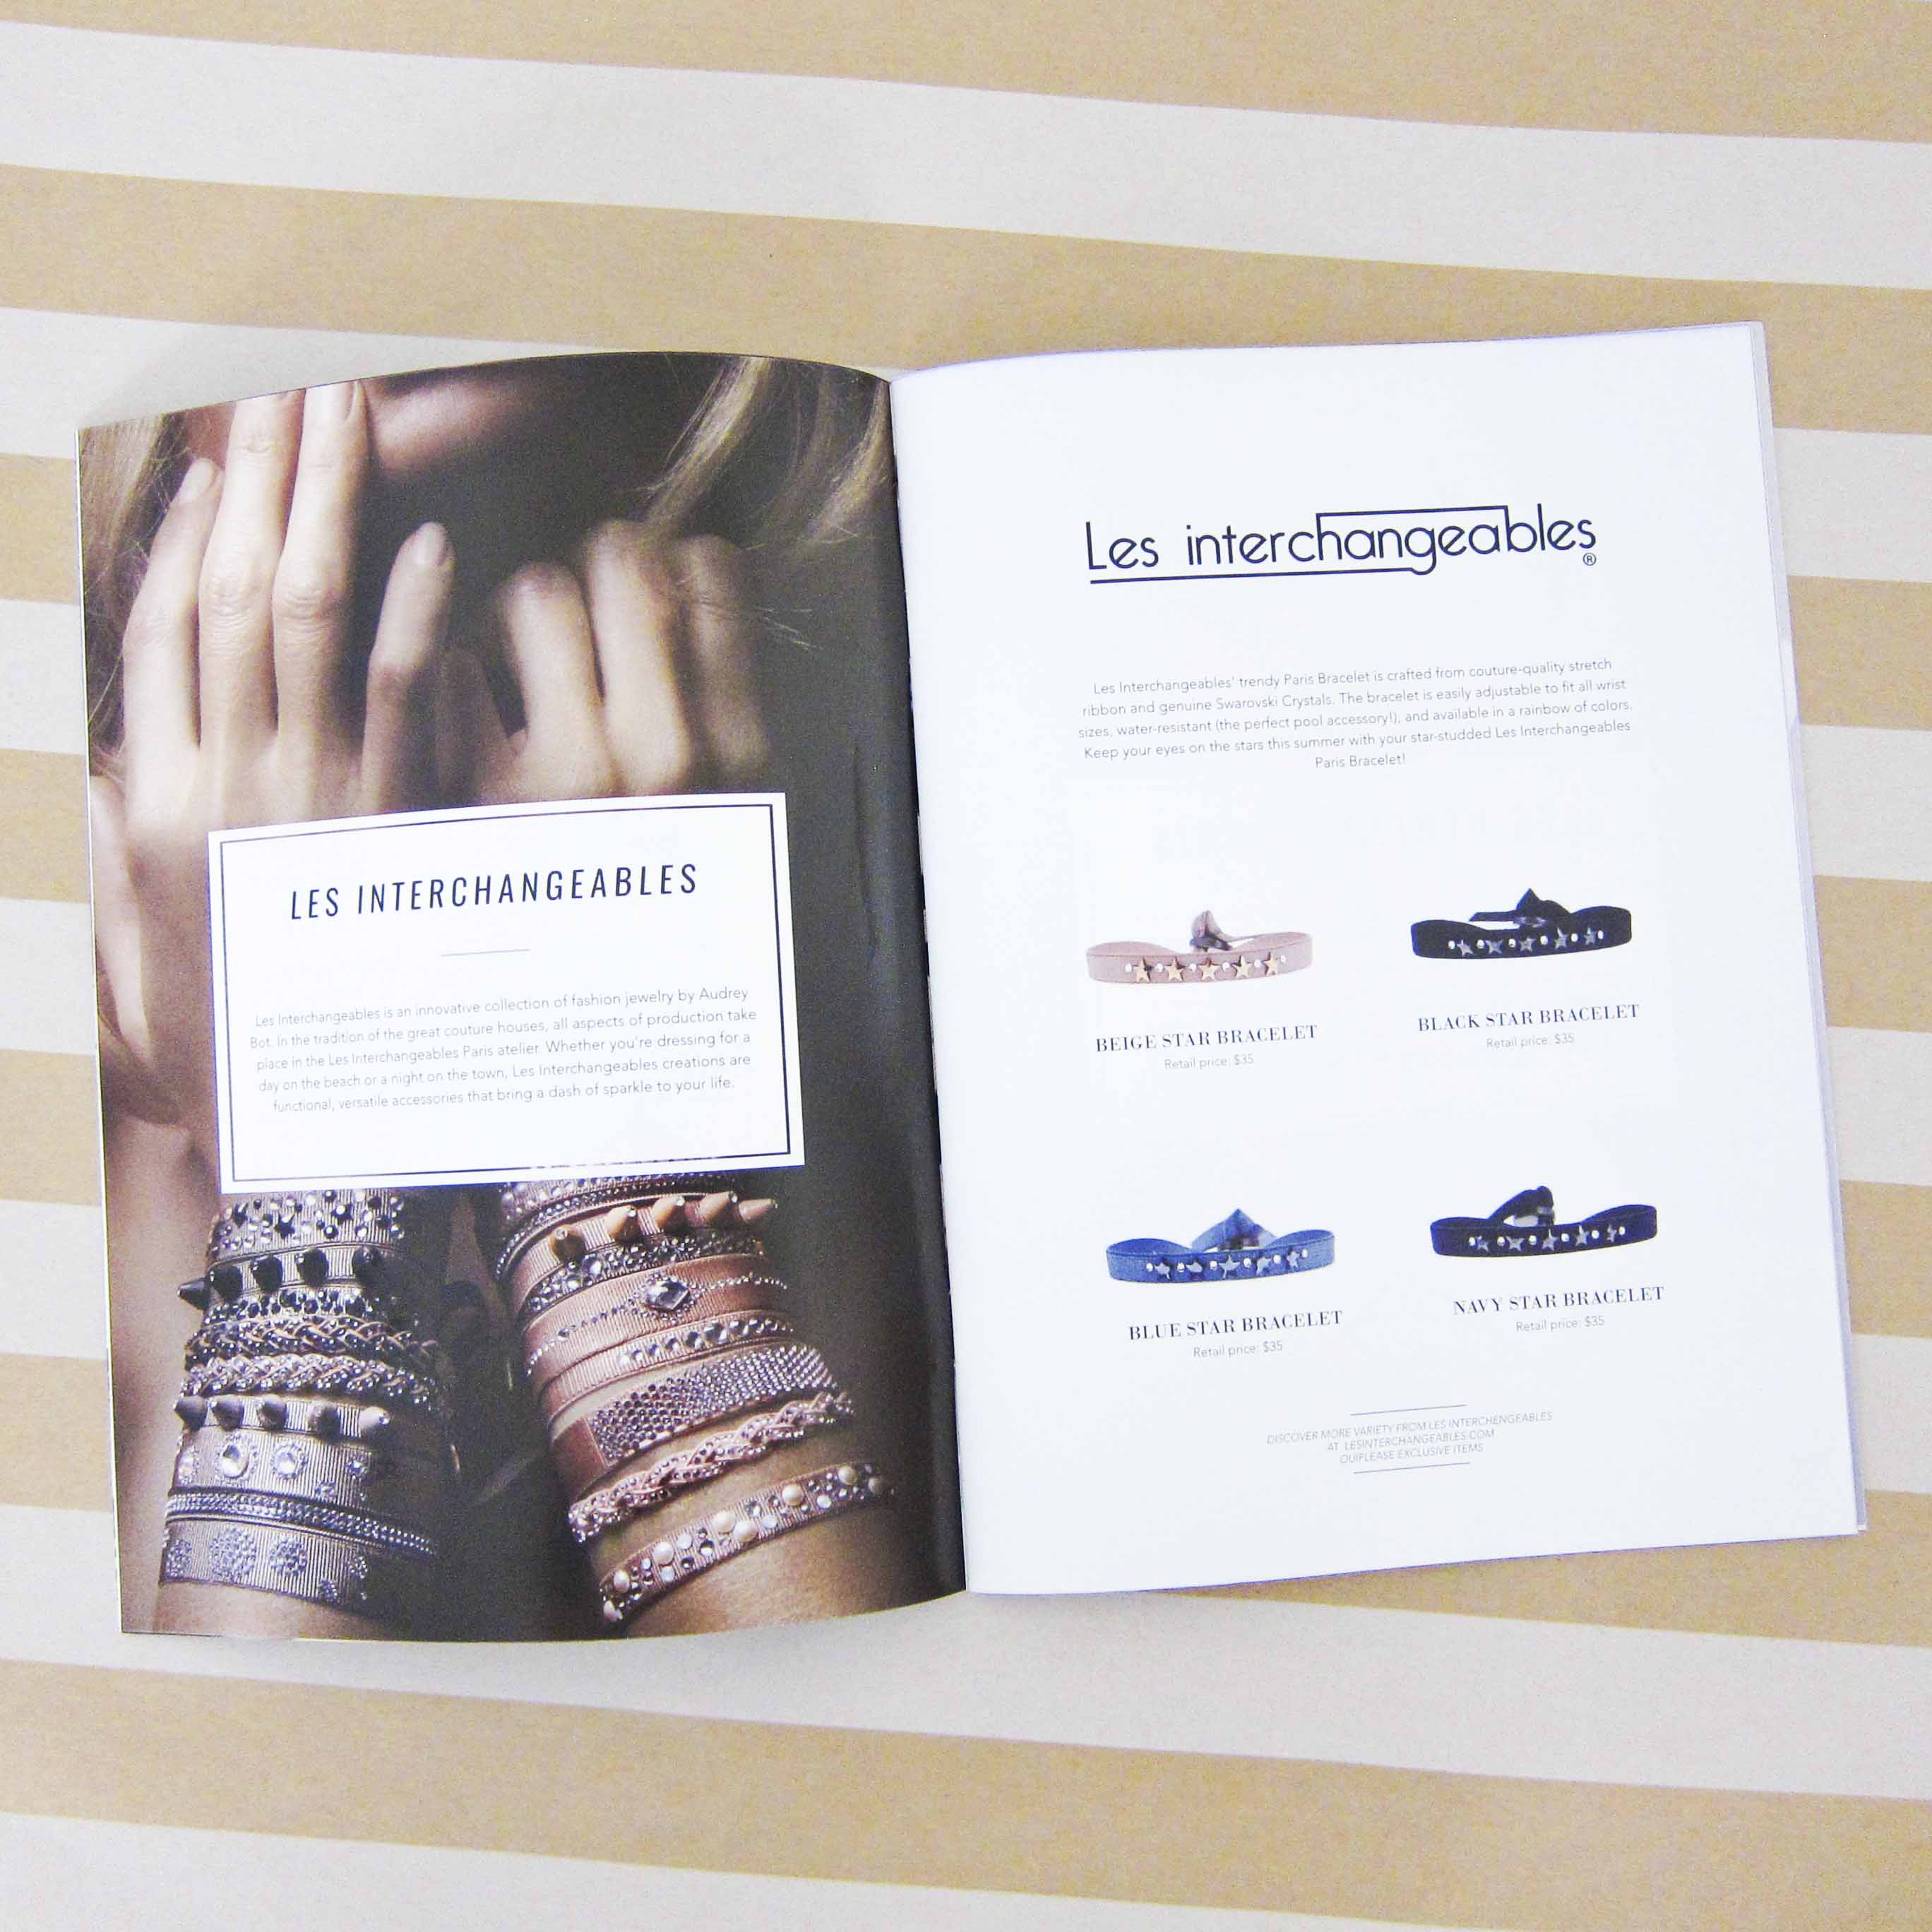 LES INTERCHANGEABLES
Les Interchangeables is an innovative collection of fashion jewelry by Audrey
Bot. In the tradition of the great couture houses, all aspects of production take
place in the Les Interchangeables Paris atelier. Whether you're dressing for a
day on the beach or a night on the town, Les Interchangeables creations are
functional, versatile accessories that bring a dash of sparkle to your life.
Les interchangeables
®
Les Interchangeables' trendy Paris Bracelet is crafted from couture-quality stretch
ribbon and genuine Swarovski Crystals. The bracelet is easily adjustable to fit all wrist
sizes, water-resistant (the perfect pool accessory!), and available in a rainbow of colors.
Keep your eyes on the stars this summer with your star-studded Les Interchangeables
Paris Bracelet!
BEIGE STAR BRACELET
Retail price: $35
BLACK STAR BRACELET
Retail price: $35
BLUE STAR BRACELET
Retail price: $35
NAVY STAR BRACELET
Retail price: $35
DISCOVER MORE VARIETY FROM LES INTERCHENGEABLES
AT LESINTERCHANGEABLES.COM
OUIPLEASE EXCLUSIVE ITEMS